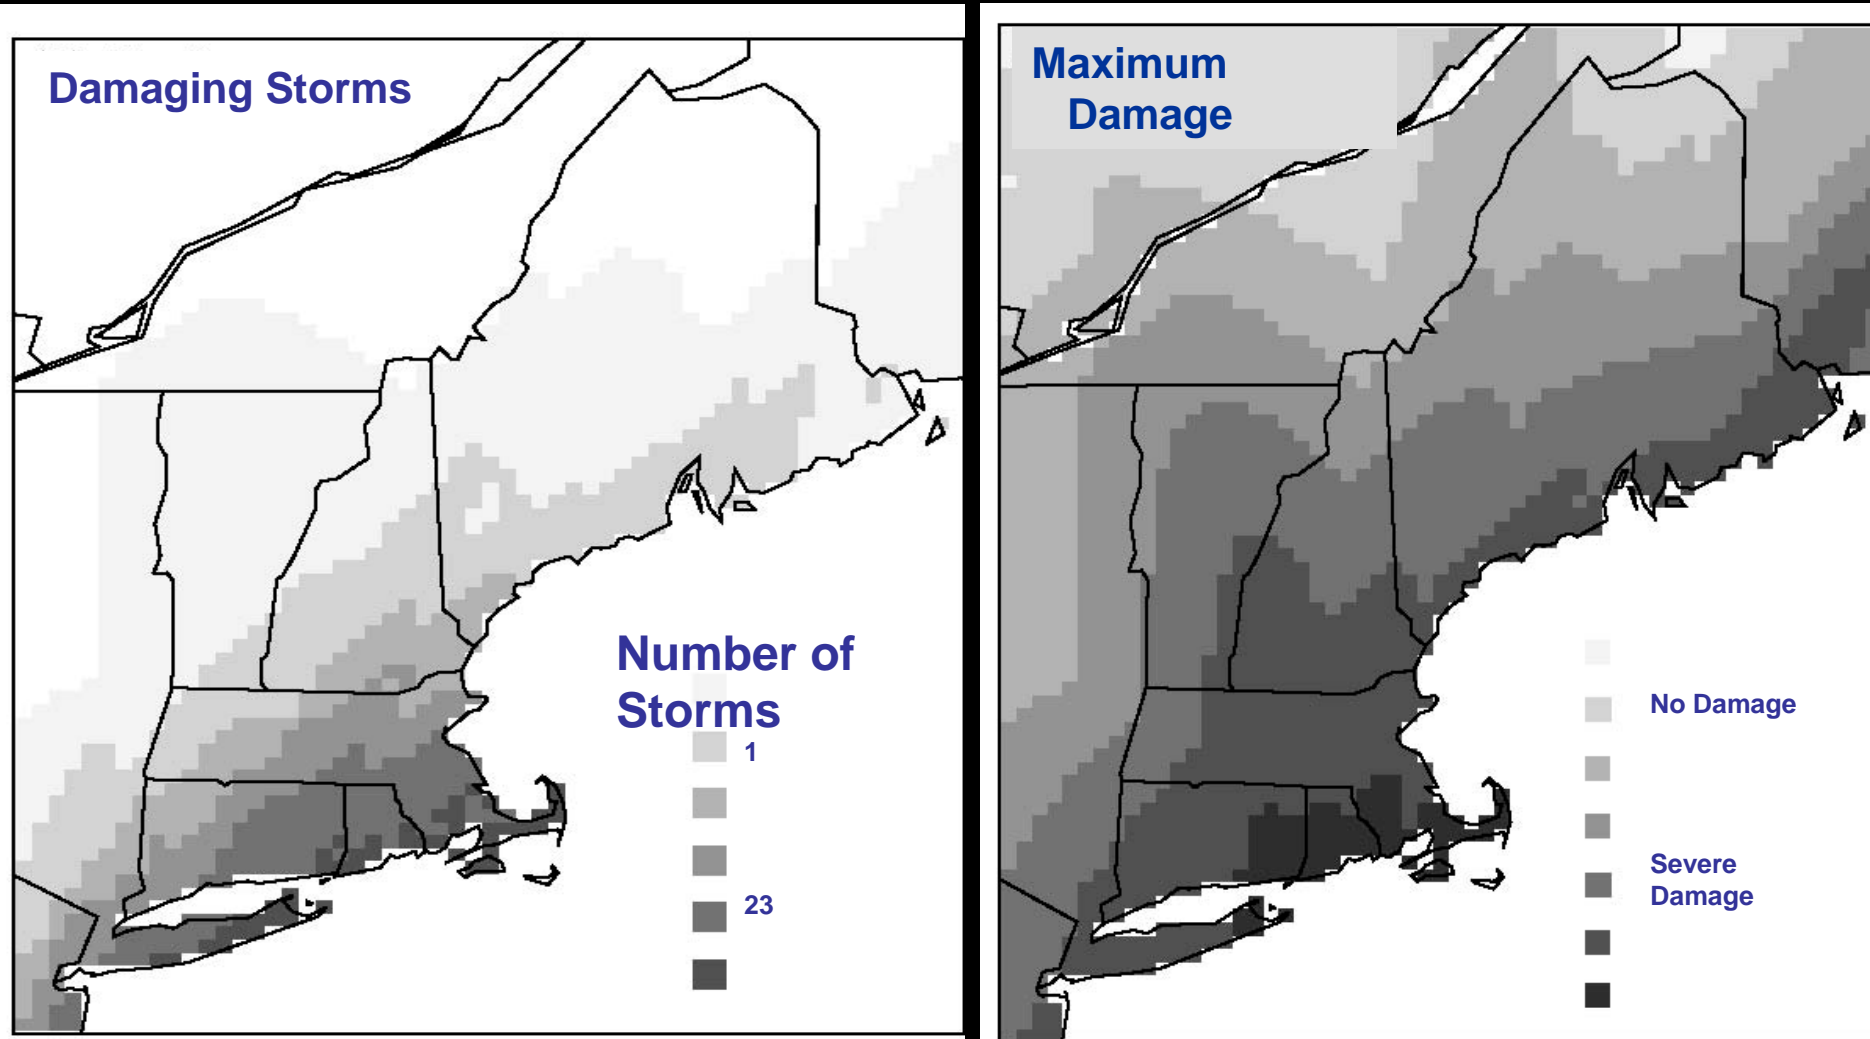 Damaging Storms
Number of
Storms
1
23
Maximum
Damage
No Damage
Severe
Damage